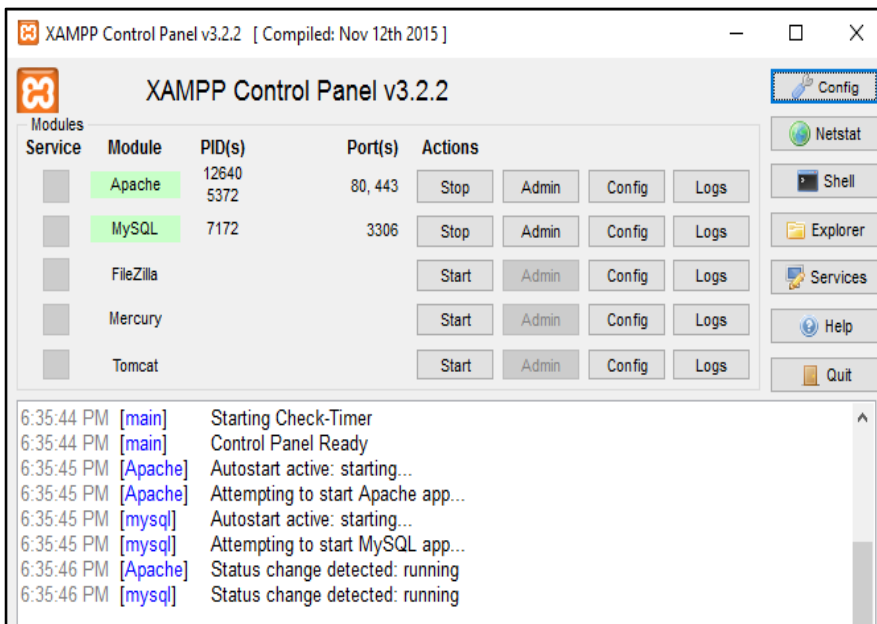 XAMPP Control Panel v3.2.2 [ Compiled: Nov 12th 2015 ]
XAMPP Control Panel v3.2.2
Config
Netstat
Shell
Explorer
Services
Help
Quit
Modules
Service Module PID(s) Port(s) Actions
Apache 12640 5372 80, 443 Stop Admin Config Logs
MySQL 7172 3306 Stop Admin Config Logs
FileZilla Start Admin Config Logs
Mercury Start Admin Config Logs
Tomcat Start Admin Config Logs
6:35:44 PM [main] Starting Check-Timer
6:35:44 PM [main] Control Panel Ready
6:35:45 PM [Apache] Autostart active: starting...
6:35:45 PM [Apache] Attempting to start Apache app...
6:35:45 PM [mysql] Autostart active: starting...
6:35:45 PM [mysql] Attempting to start MySQL app...
6:35:46 PM [Apache] Status change detected: running
6:35:46 PM [mysql] Status change detected: running